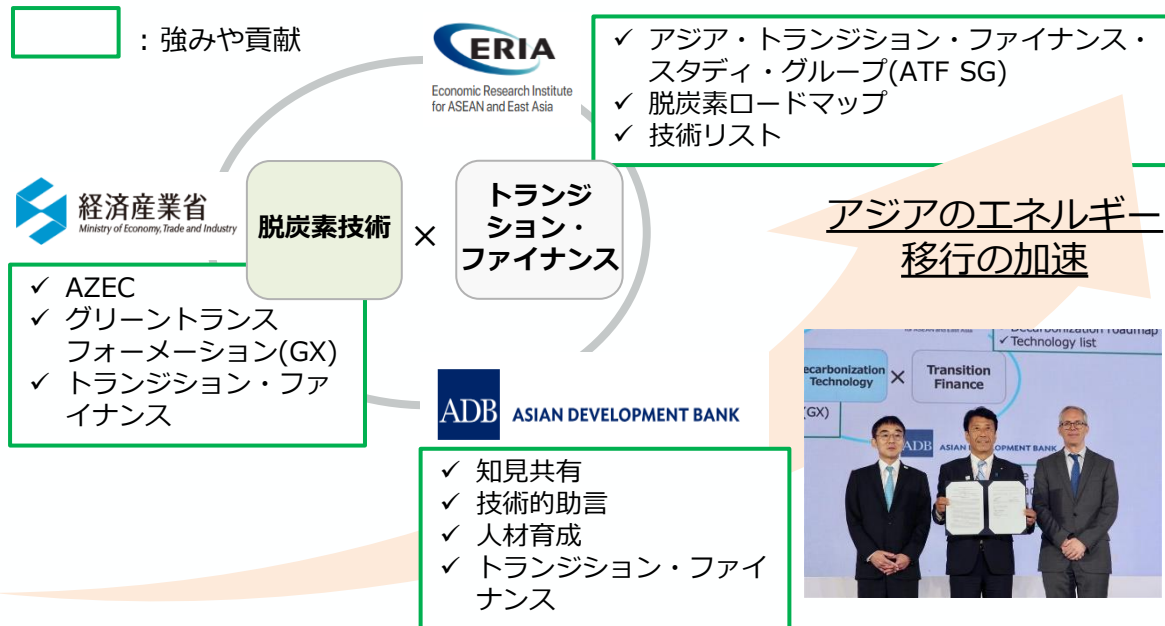 ：強みや貢献
ERIA
Economic Research Institute
for ASEAN and East Asia
✓ アジア・トランジション・ファイナンス・
スタディ・グループ(ATF SG)
✓ 脱炭素ロードマップ
✓ 技術リスト
経済産業省
Ministry of Economy, Trade and Industry
脱炭素技術
×
トランジ
ション・
ファイナンス
アジアのエネルギー
移行の加速
✓ AZEC
✓ グリーントランス
フォーメーション(GX)
✓ トランジション・ファ
イナンス
ADB ASIAN DEVELOPMENT BANK
✓ 知見共有
✓ 技術的助言
✓ 人材育成
✓ トランジション・ファイ
ナンス
Decarbonization roadmap
✓ Technology list
ecarbonization
Technology
×
Transition
Finance
(GX)
ADB ASIAN DEVELOPMENT BANK